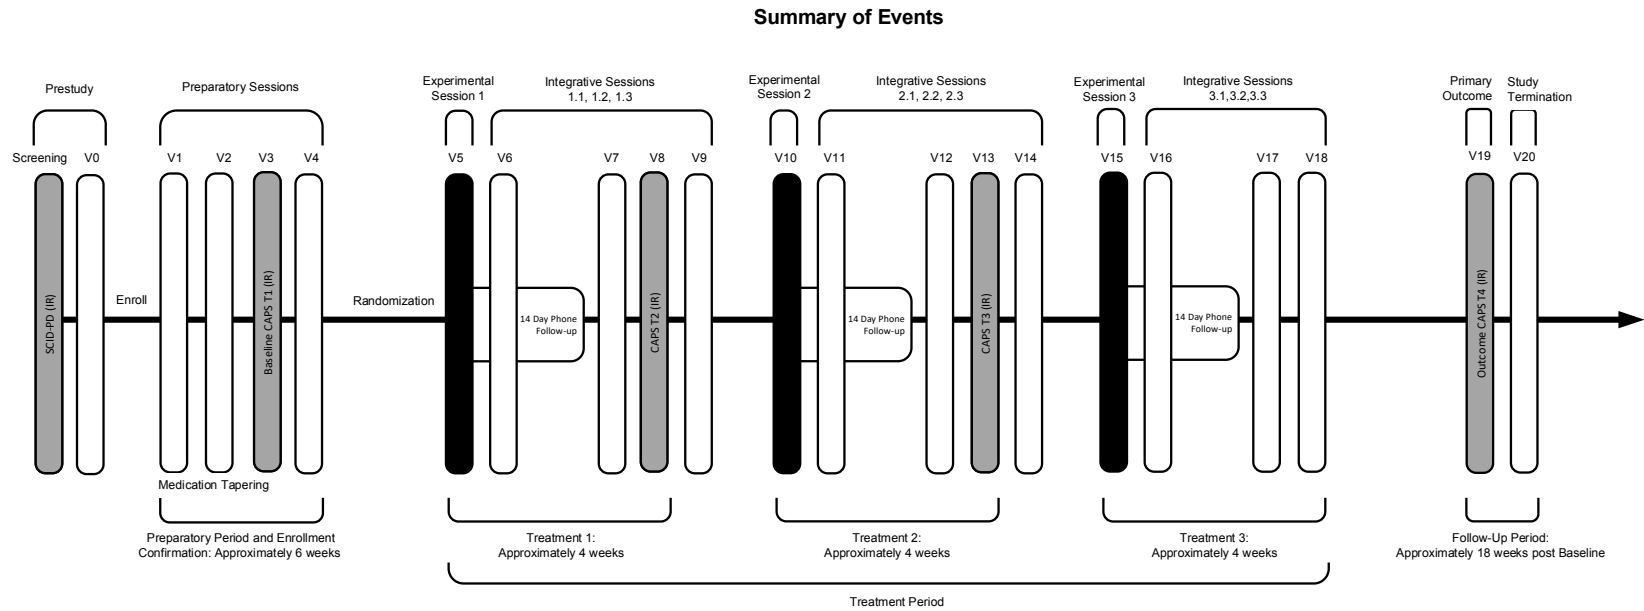 Summary of Events
Prestudy
Preparatory Sessions
Experimental
Session 1
Integrative Sessions
1.1, 1.2, 1.3
Experimental
Session 2
Integrative Sessions
2.1, 2.2, 2.3
Experimental
Session 3
Integrative Sessions
3.1,3.2,3.3
Primary
Outcome
Study
Termination
Screening V0 V1 V2 V3 V4 V5 V6 V7 V8 V9 V10 V11 V12 V13 V14 V15 V16 V17 V18 V19 V20
SCID-PD (IR)
Enroll
Baseline CAPS T1 (IR)
Randomization
14 Day Phone
Follow-up
CAPS T2 (IR)
14 Day Phone
Follow-up
CAPS T3 (IR)
14 Day Phone
Follow-up
Outcome CAPS T4 (IR)
Medication Tapering
Preparatory Period and Enrollment
Confirmation: Approximately 6 weeks
Treatment 1:
Approximately 4 weeks
Treatment 2:
Approximately 4 weeks
Treatment 3:
Approximately 4 weeks
Follow-Up Period:
Approximately 18 weeks post Baseline
Treatment Period